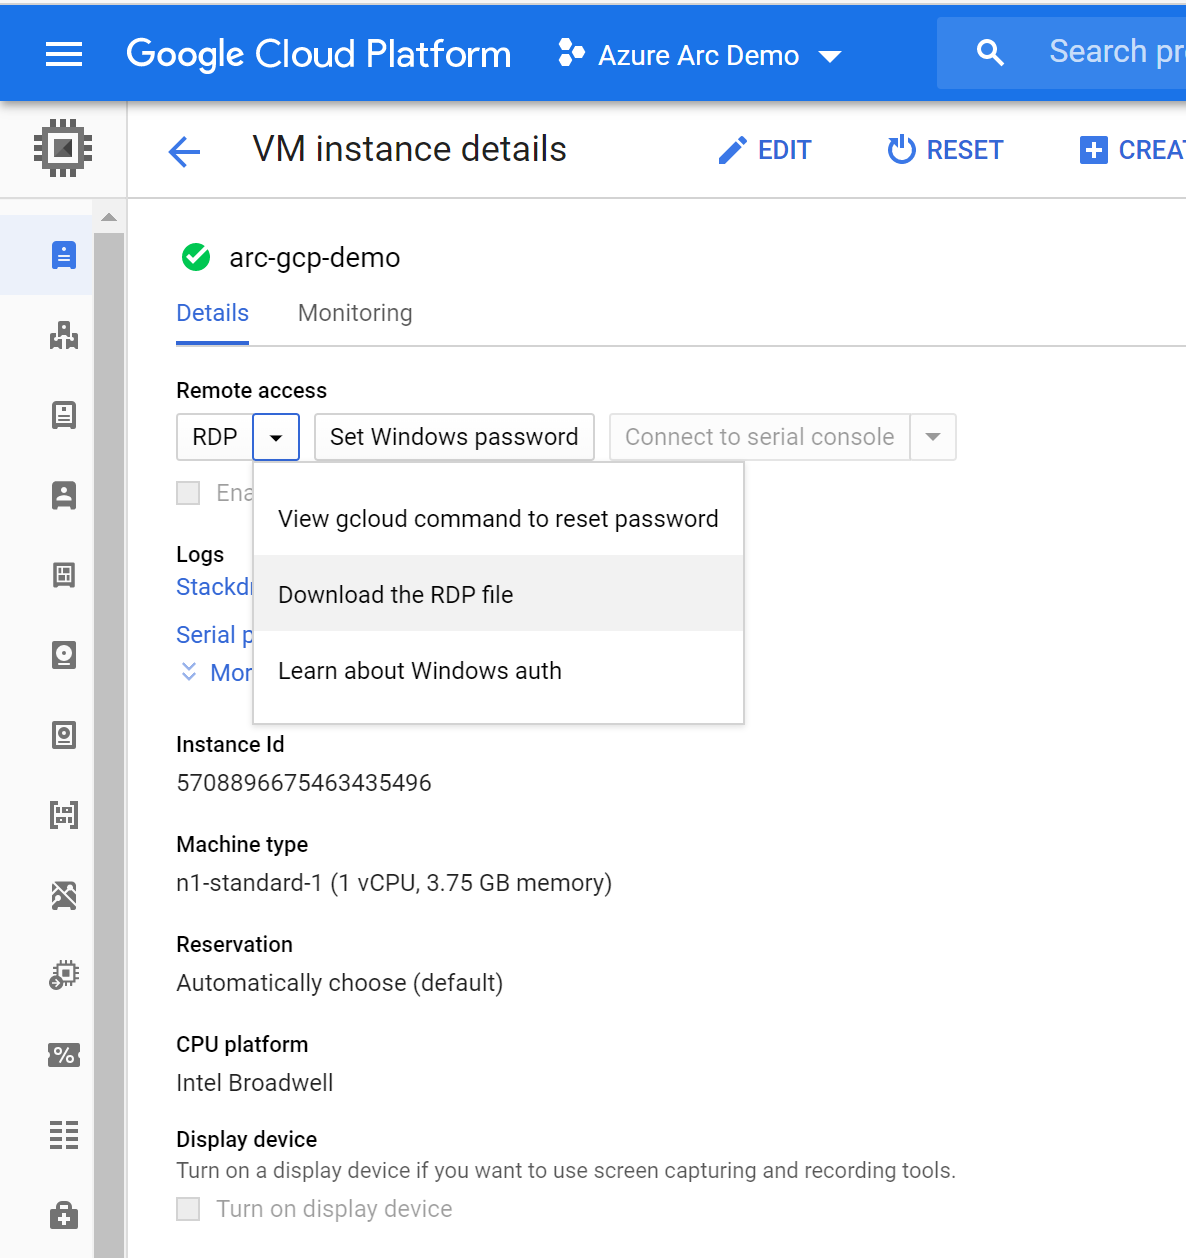 Google Cloud Platform Azure Arc Demo Search pr
VM instance details EDIT RESET CREAT
arc-gcp-demo
Details Monitoring
Remote access
RDP Set Windows password Connect to serial console
Ena
View gcloud command to reset password
Logs
Stackd
Download the RDP file
Serial p
Mor
Learn about Windows auth
Instance Id
5708896675463435496
Machine type
n1-standard-1 (1 vCPU, 3.75 GB memory)
Reservation
Automatically choose (default)
CPU platform
Intel Broadwell
Display device
Turn on a display device if you want to use screen capturing and recording tools.
Turn on display device